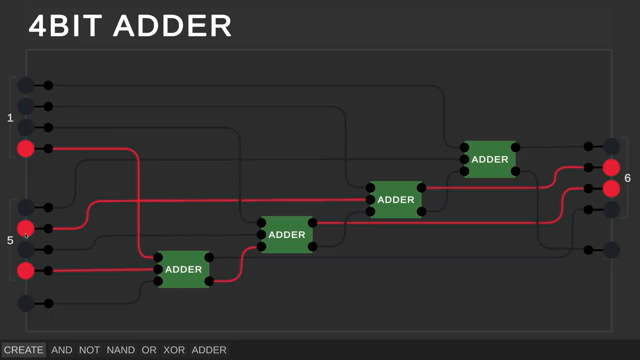 4BIT ADDER
1
ADDER
6
ADDER
5
ADDER
ADDER
CREATE AND NOT NAND OR XOR ADDER